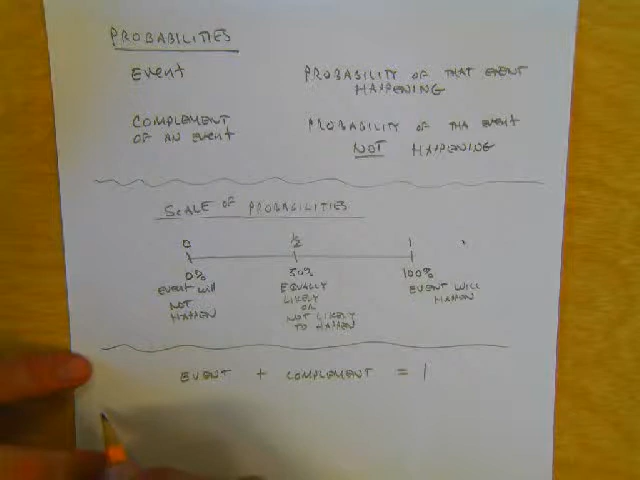 PROBABILITIES
EVENT PROBABILITY OF THAT EVENT
HAPPENING
COMPLEMENT PROBABILITY OF THA EVENT
OF AN EVENT NOT HAPPENING
SCALE OF PROBABILITIES
0 1/2 1
0% 50% 100%
EVENT WILL EQUALLY EVENT WILL
NOT LIKELY HAPPEN
HAPPEN OR
NOT LIKELY
TO HAPPEN
EVENT + COMPLEMENT = 1